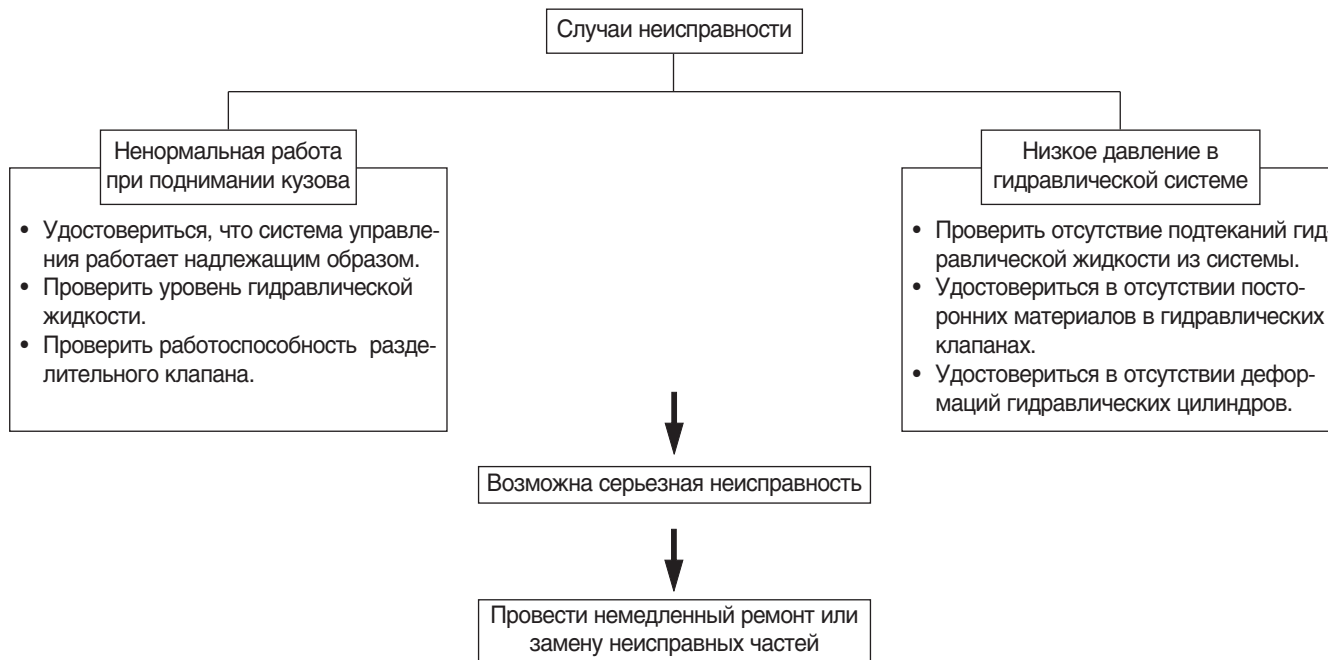 Случаи неисправности
Ненормальная работа
при поднимании кузова
• Удостовериться, что система управле-
ния работает надлежащим образом.
• Проверить уровень гидравлической
жидкости.
• Проверить работоспособность разде-
лительного клапана.
Низкое давление в
гидравлической системе
• Проверить отсутствие подтеканий гид-
равлической жидкости из системы.
• Удостовериться в отсутствии посто-
ронних материалов в гидравлических
клапанах.
• Удостовериться в отсутствии дефор-
маций гидравлических цилиндров.
Возможна серьезная неисправность
Провести немедленный ремонт или
замену неисправных частей